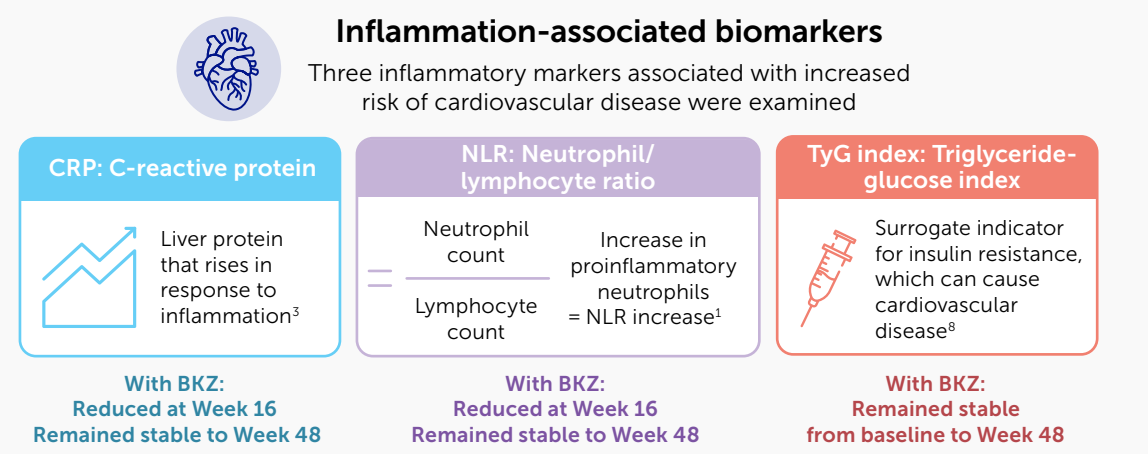 Inflammation-associated biomarkers
Three inflammatory markers associated with increased
risk of cardiovascular disease were examined
CRP: C-reactive protein
Liver protein
that rises in
response to
inflammation³
With BKZ:
Reduced at Week 16
Remained stable to Week 48
NLR: Neutrophil/
lymphocyte ratio
=
Neutrophil
count
Lymphocyte
count
Increase in
proinflammatory
neutrophils
= NLR increase¹
With BKZ:
Reduced at Week 16
Remained stable to Week 48
TyG index: Triglyceride-
glucose index
Surrogate indicator
for insulin resistance,
which can cause
cardiovascular
disease⁸
With BKZ:
Remained stable
from baseline to Week 48